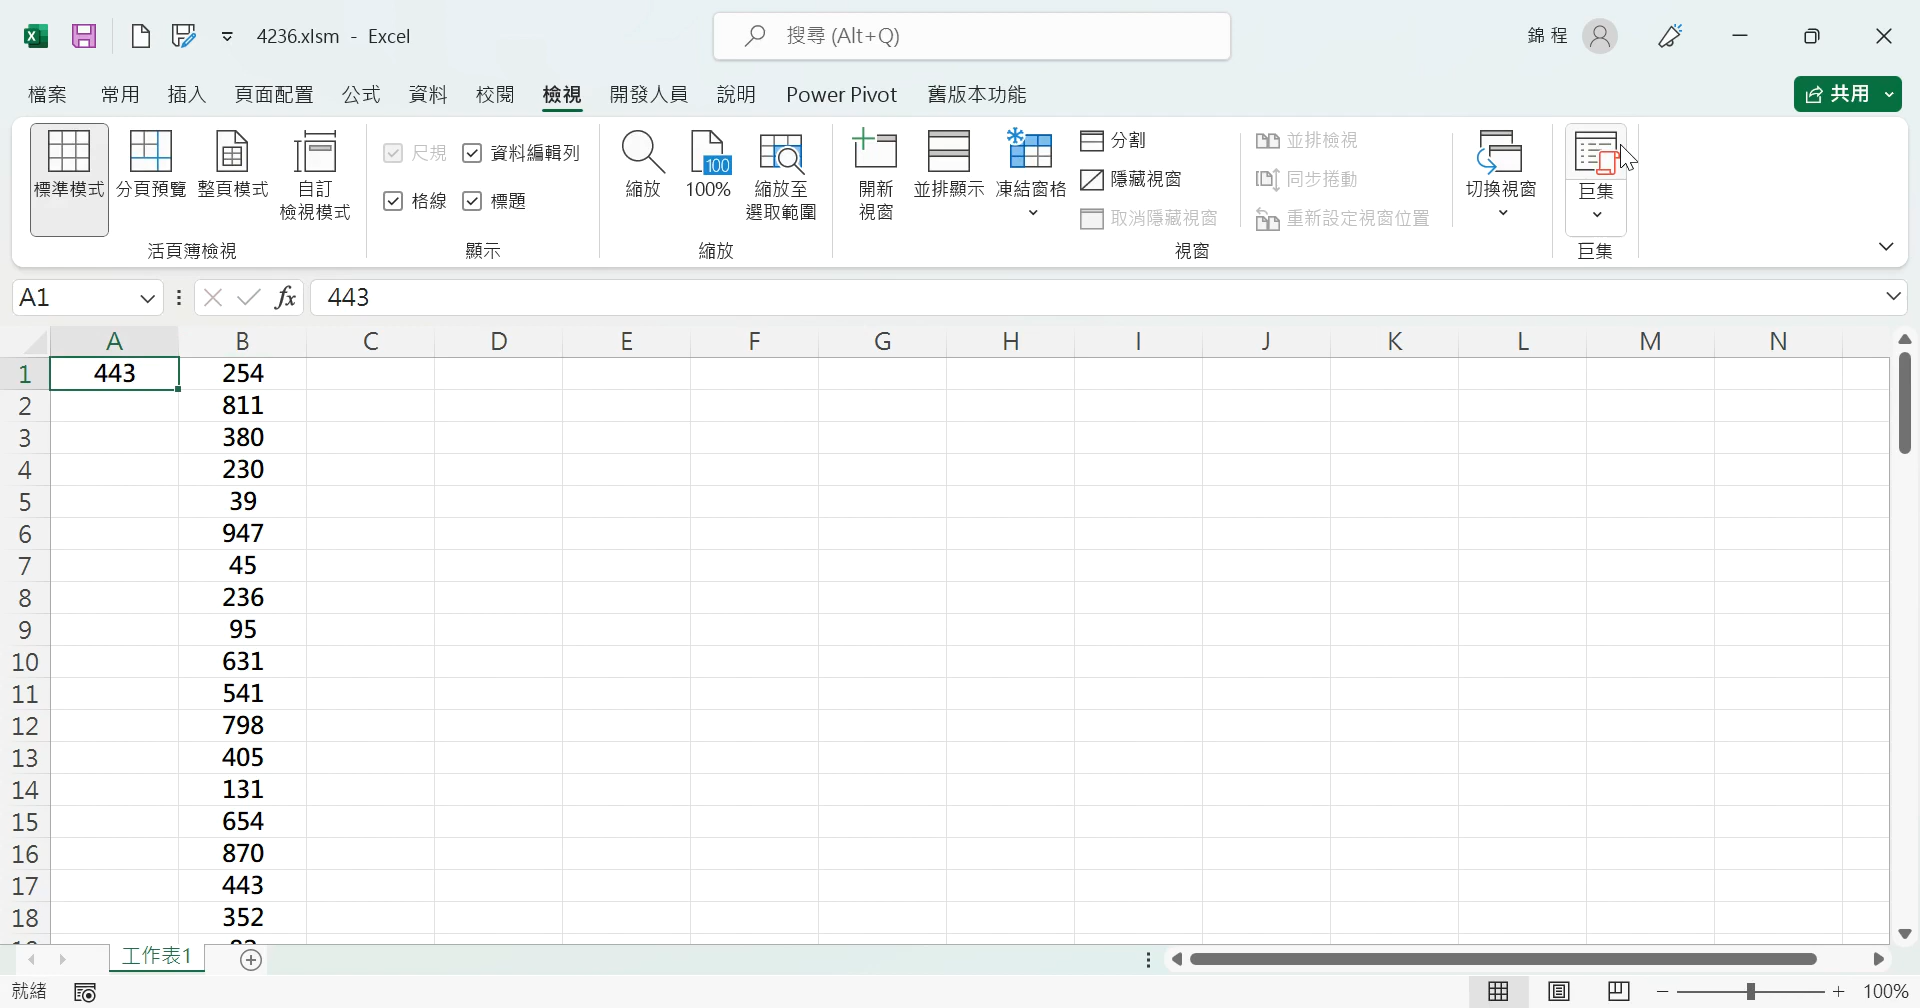 4236.xlsm - Excel
搜尋 (Alt+Q)
錦 程
檔案 常用 插入 頁面配置 公式 資料 校閱 檢視 開發人員 說明 Power Pivot 舊版本功能
共用
標準模式 分頁預覽 整頁模式 自訂
檢視模式
活頁簿檢視
尺規 資料編輯列
格線 標題
顯示
縮放 100% 縮放至
選取範圍
100
縮放
開新
視窗
並排顯示 凍結窗格
分割
隱藏視窗
取消隱藏視窗
並排檢視
同步捲動
重新設定視窗位置
切換視窗
視窗
巨集
巨集
A1 fx 443
A B C D E F G H I J K L M N
1 443 254
2 811
3 380
4 230
5 39
6 947
7 45
8 236
9 95
10 631
11 541
12 798
13 405
14 131
15 654
16 870
17 443
18 352
工作表1
就緒
100%